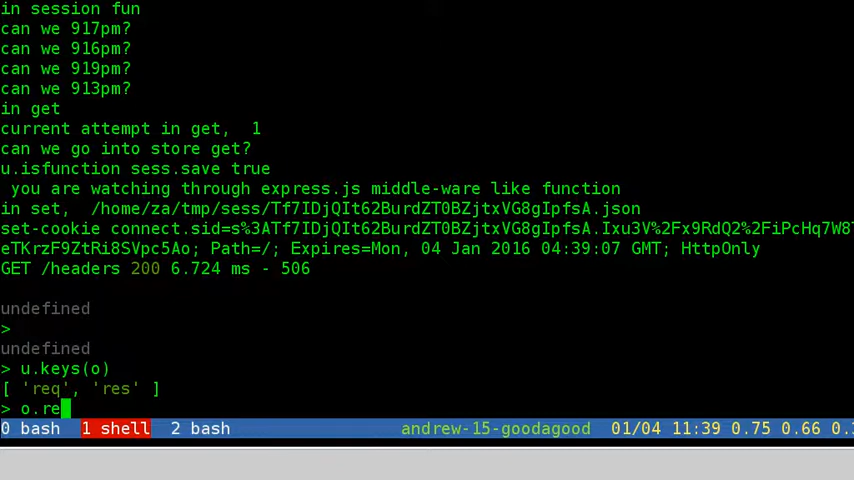 in session fun
can we 917pm?
can we 916pm?
can we 919pm?
can we 913pm?
in get
current attempt in get,  1
can we go into store get?
u.isfunction sess.save true
 you are watching through express.js middle-ware like function
in set,  /home/za/tmp/sess/Tf7IDjQIt62BurdZT0BZjtxVG8gIpfsA.json
set-cookie connect.sid=s%3ATf7IDjQIt62BurdZT0BZjtxVG8gIpfsA.Ixu3V%2Fx9RdQ2%2FiPcHq7W8T
eTKrzF9ZtRi8SVpc5Ao; Path=/; Expires=Mon, 04 Jan 2016 04:39:07 GMT; HttpOnly
GET /headers 200 6.724 ms - 506
undefined
>
undefined
> u.keys(o)
[ 'req', 'res' ]
> o.re
0 bash  1 shell  2 bash  andrew-15-goodagood  01/04 11:39 0.75 0.66 0.